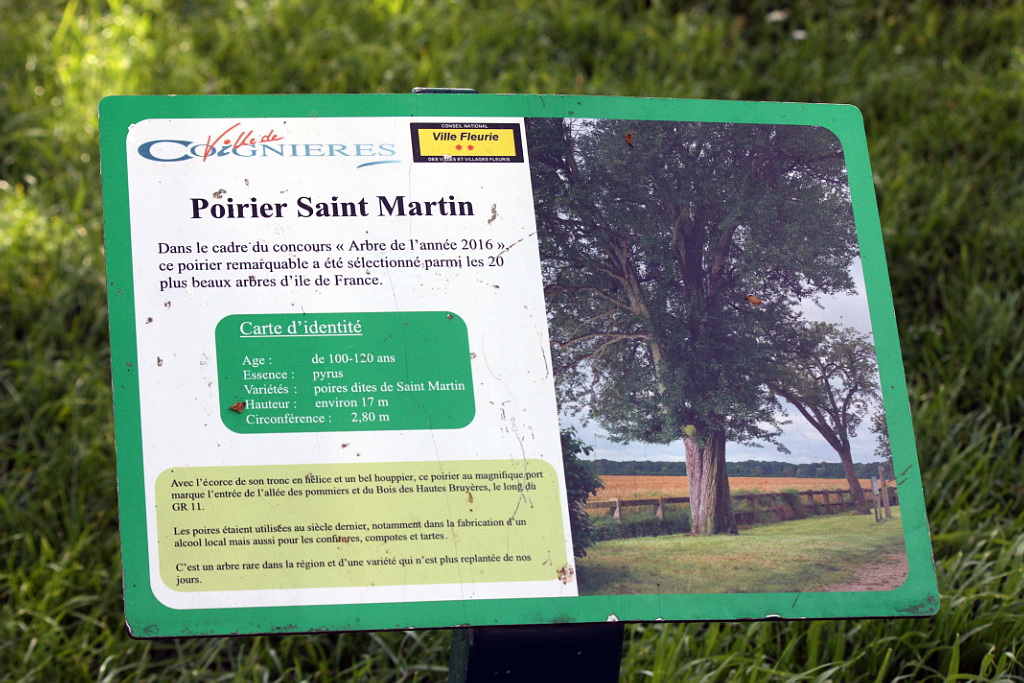 Ville de
COIGNIERES
CONSEIL NATIONAL
Ville Fleurie
DES VILLES ET VILLAGES FLEURIS
Poirier Saint Martin
Dans le cadre du concours « Arbre de l’année 2016 »,
ce poirier remarquable a été sélectionné parmi les 20
plus beaux arbres d’ile de France.
Carte d’identité
Age : de 100-120 ans
Essence : pyrus
Variétés : poires dites de Saint Martin
Hauteur : environ 17 m
Circonférence : 2,80 m
Avec l’écorce de son tronc en hélice et un bel houppier, ce poirier au magnifique port
marque l’entrée de l’allée des pommiers et du Bois des Hautes Bruyères, le long du
GR 11.
Les poires étaient utilisées au siècle dernier, notamment dans la fabrication d’un
alcool local mais aussi pour les confitures, compotes et tartes.
C’est un arbre rare dans la région et d’une variété qui n’est plus replantée de nos
jours.